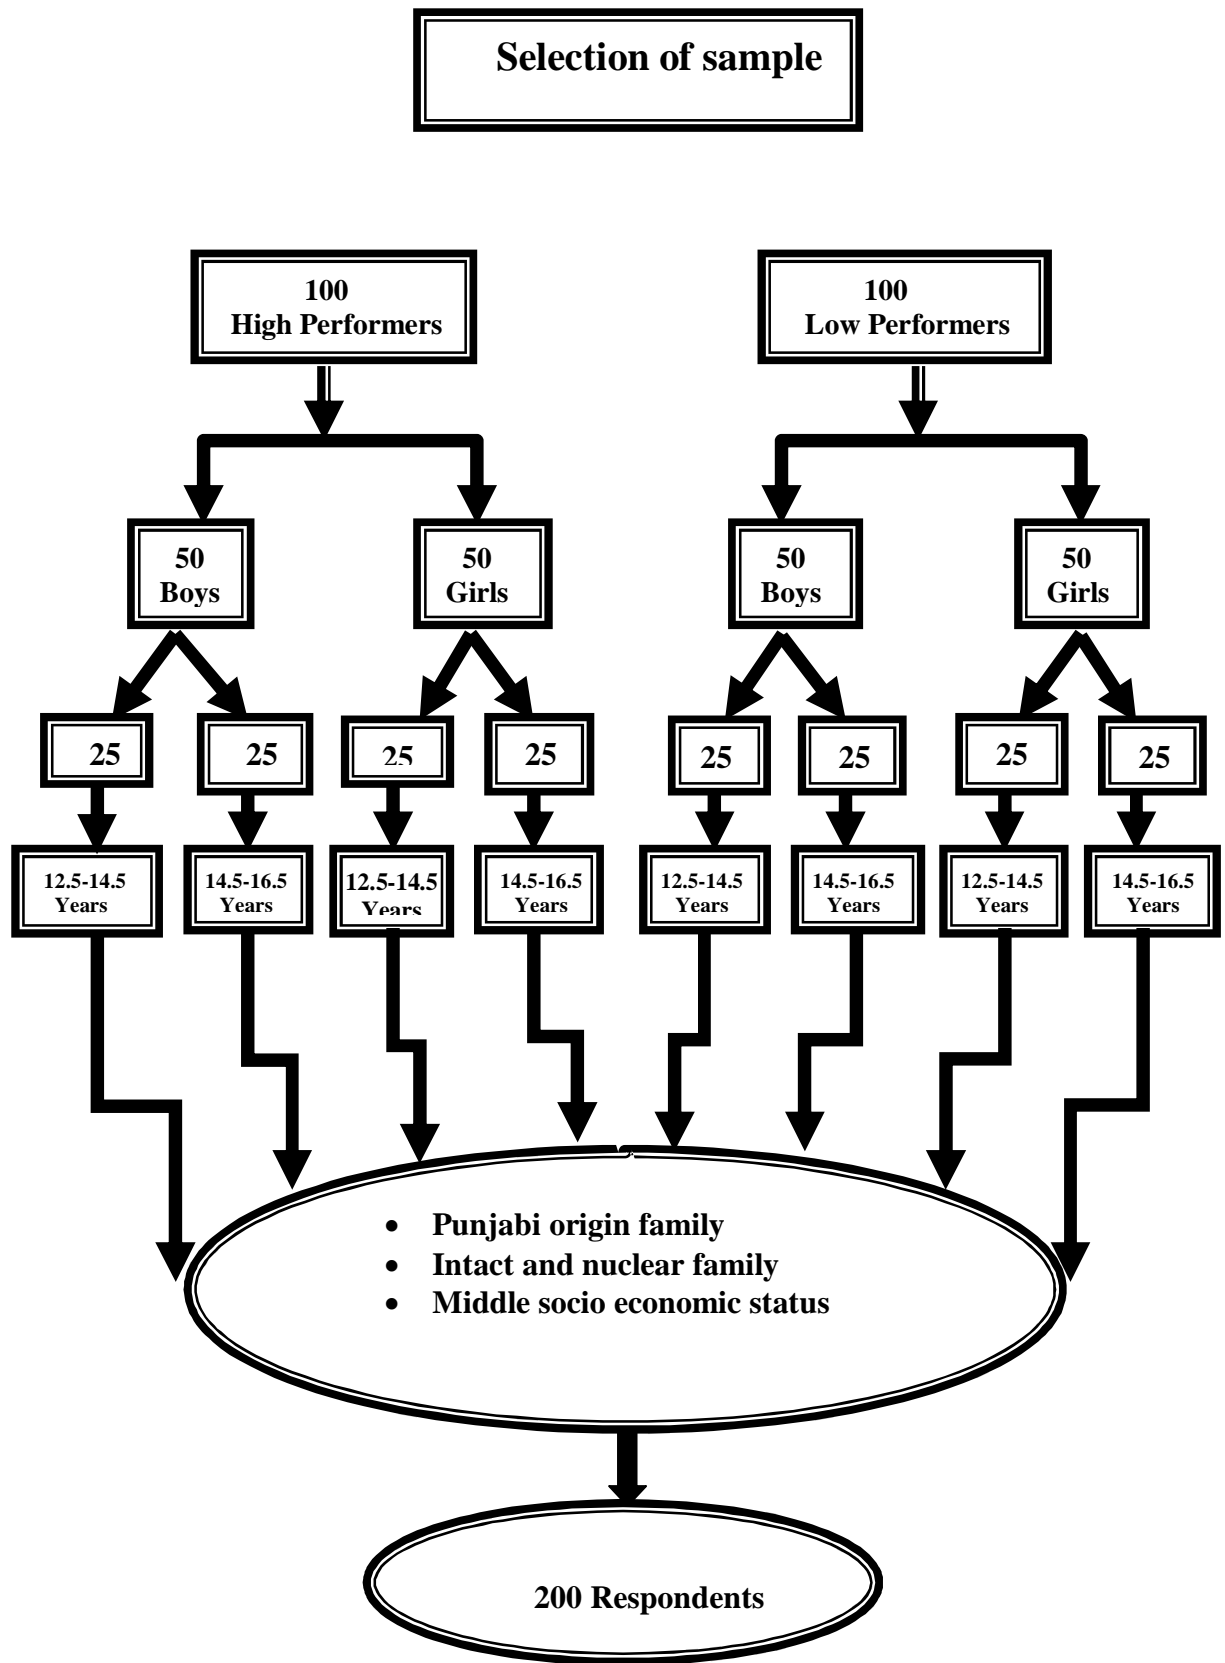 Selection of sample
100
High Performers
100
Low Performers
50
Boys
50
Girls
50
Boys
50
Girls
25
25
25
25
25
25
25
25
12.5-14.5
Years
14.5-16.5
Years
12.5-14.5
Years
14.5-16.5
Years
12.5-14.5
Years
14.5-16.5
Years
12.5-14.5
Years
14.5-16.5
Years
• Punjabi origin family
• Intact and nuclear family
• Middle socio economic status
200 Respondents